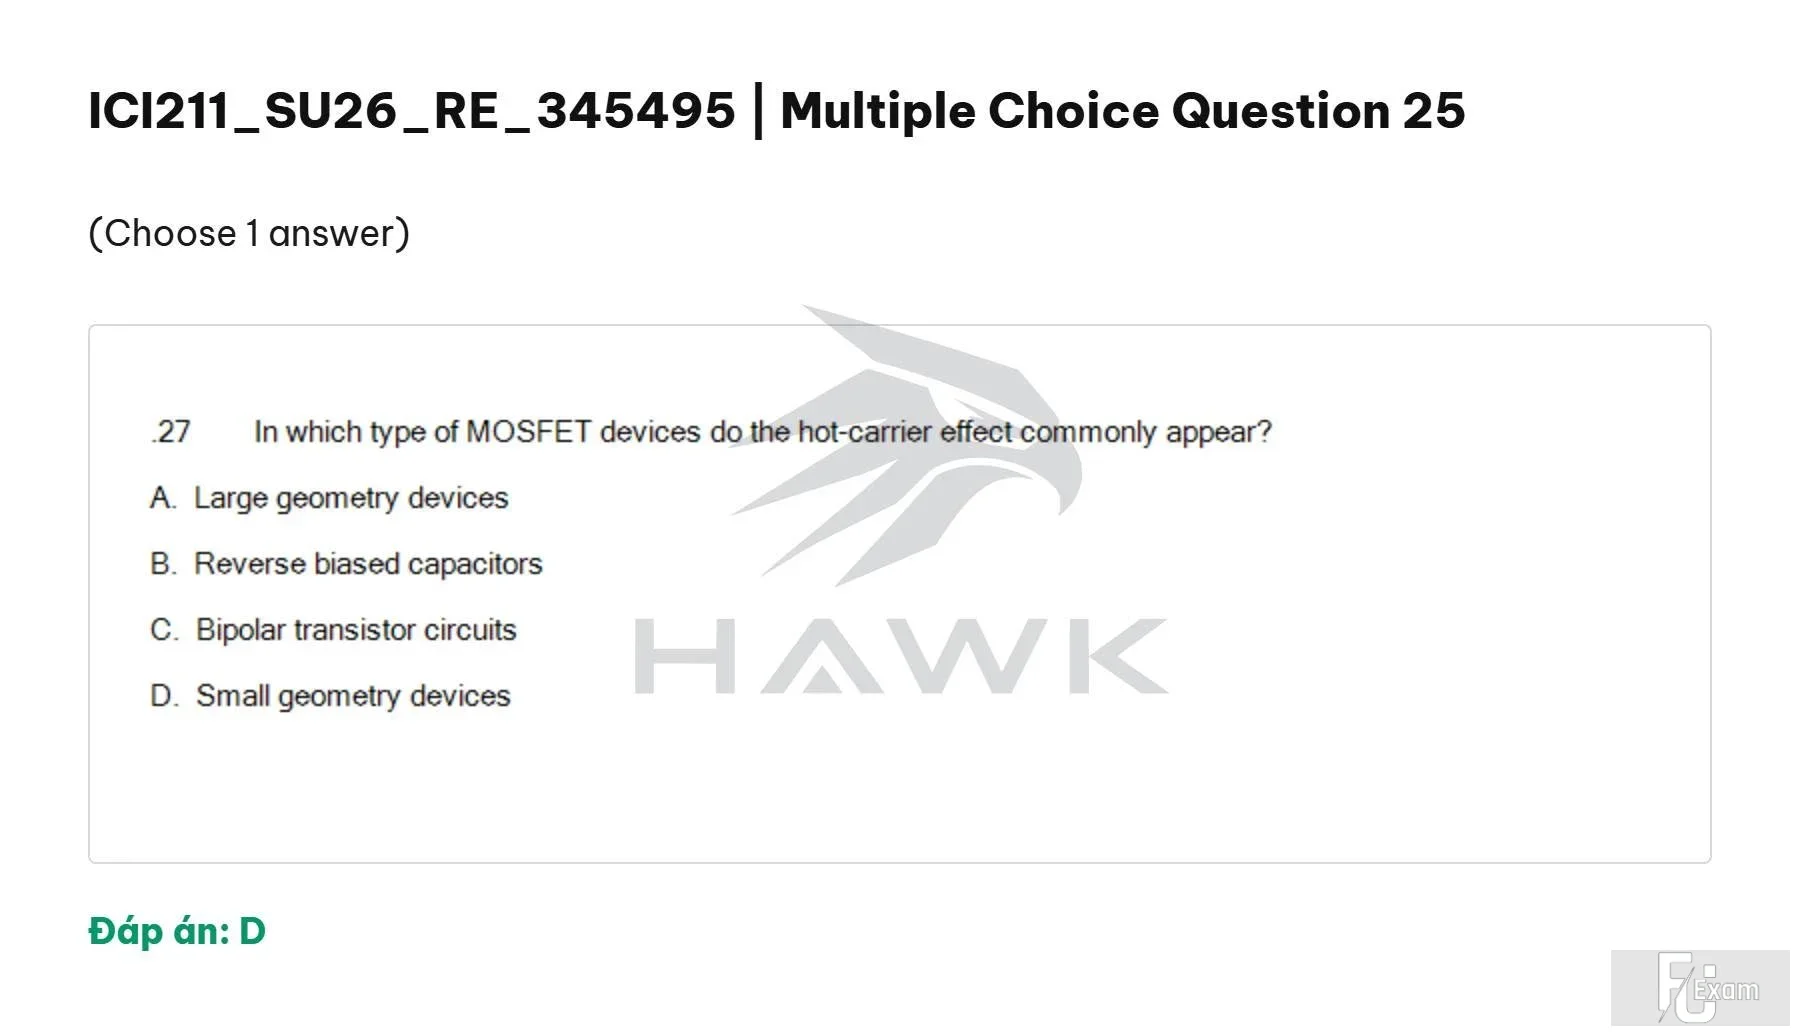 ICI211_SU26_RE_345495 | Multiple Choice Question 25
(Choose 1 answer)
.27 In which type of MOSFET devices do the hot-carrier effect commonly appear?
A. Large geometry devices
B. Reverse biased capacitors
C. Bipolar transistor circuits
D. Small geometry devices
HAWK
Đáp án: D
FU Exam